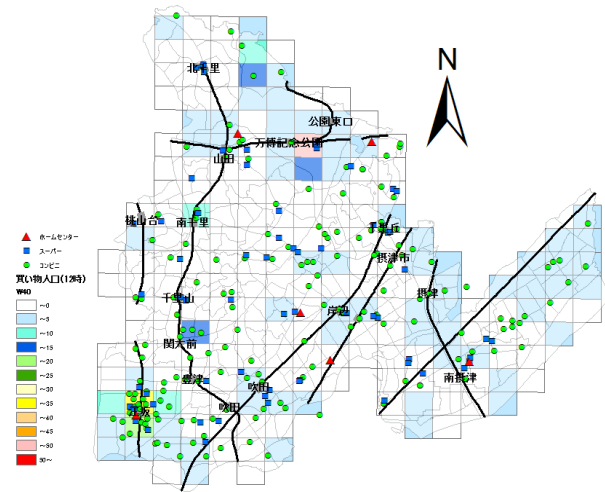 N
北千里
公園東口
万博記念公園
山田
桃山台
南千里
千里丘
摂津市
摂津
千里山
岸辺
関大前
南摂津
豊津
吹田
吹田
江坂
ホームセンター
スーパー
コンビニ
買い物人口(12時)
W40
~0
~5
~10
~15
~20
~25
~30
~35
~40
~45
~50
50~